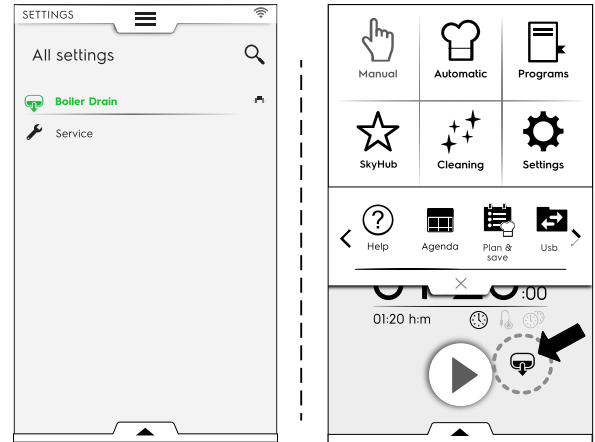 SETTINGS
All settings
Boiler Drain
Service
Manual
Automatic
Programs
SkyHub
Cleaning
Settings
?
Help
Agenda
Plan &
save
Usb
:00
01:20 h:m